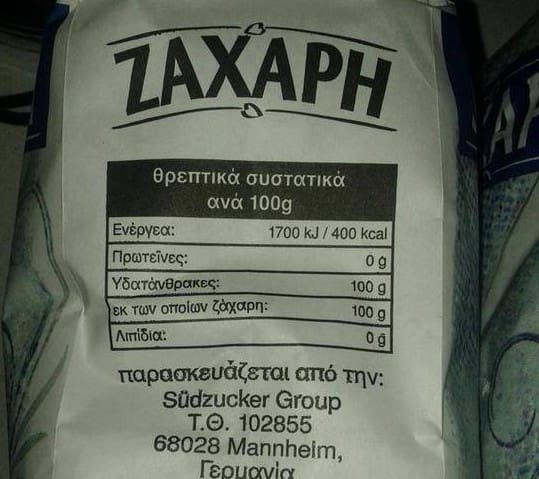 ΖΑΧΑΡΗ
θρεπτικά συστατικά
ανά 100g
Ενέργεα: 1700 kJ / 400 kcal
Πρωτεΐνες: 0 g
Υδατάνθρακες: 100 g
εκ των οποίων ζάχαρη: 100 g
Λιπίδια: 0 g
παρασκευάζεται από την:
Südzucker Group
Τ.Θ. 102855
68028 Mannheim,
Γερμανία